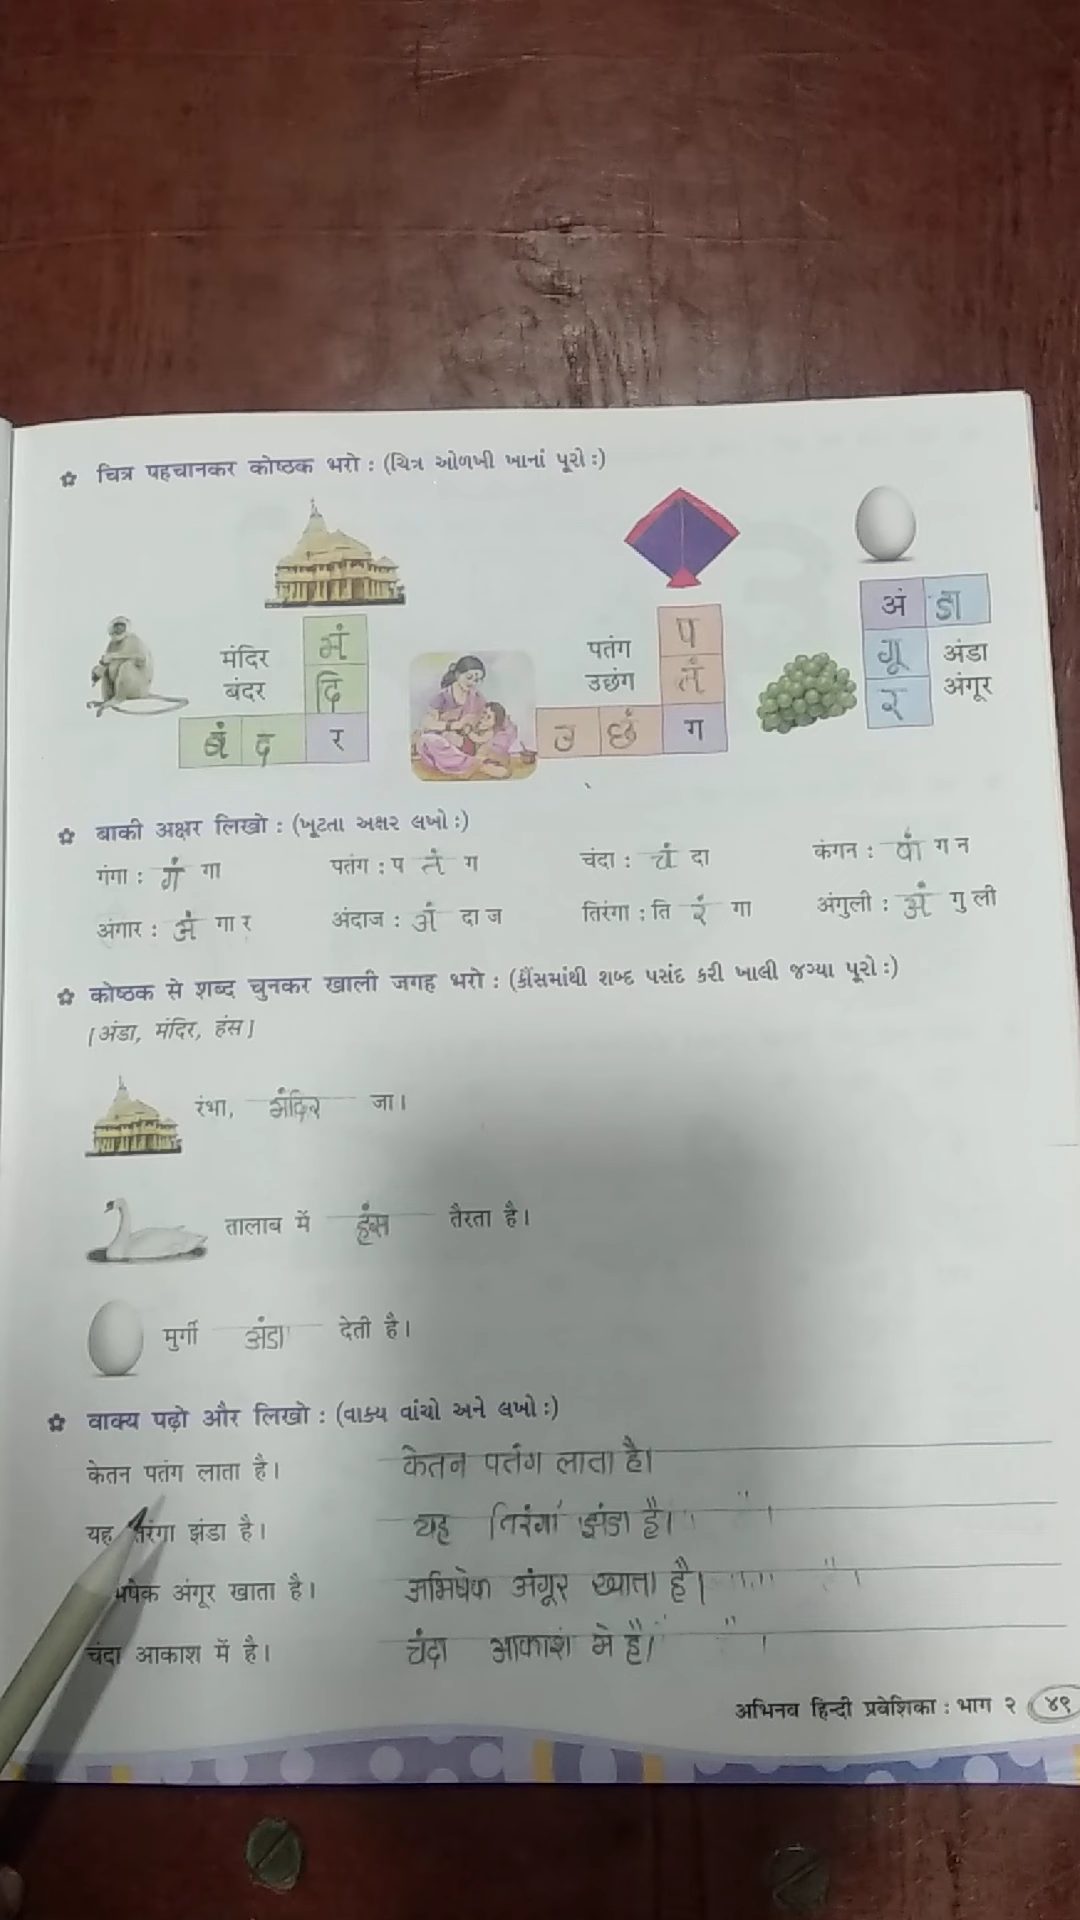 ✿ चित्र पहचानकर कोष्ठक भरो : (ચિત્ર ઓળખી ખાનાં પૂરો :)
मंदिर
बंदर
मं
दि
बं द र
पतंग
उछंग
प
तं
उ छं ग
अं डा
गू
र
अंडा
अंगूर
✿ बाकी अक्षर लिखो : (ખૂટતા અક્ષર લખો :)
गंगा : गं गा पतंग : प तं ग चंदा : चं दा कंगन : कं ग न
अंगार : अं गा र अंदाज : अं दा ज तिरंगा : ति रं गा अंगुली : अं गु ली
✿ कोष्ठक से शब्द चुनकर खाली जगह भरो : (કૌંસમાંથી શબ્દ પસંદ કરી ખાલી જગ્યા પૂરો :)
[अंडा, मंदिर, हंस]
रंभा, मंदिर जा।
तालाब में हंस तैरता है।
मुर्गी अंडा देती है।
✿ वाक्य पढ़ो और लिखो : (વાક્ય વાંચો અને લખો :)
केतन पतंग लाता है। केतन पतंग लाता है।
यह झंडा है। यह तिरंगा झंडा है।
अंगूर खाता है। अभिषेक अंगूर खाता है।
चंदा आकाश में है। चंदा आकाश मे है।
अभिनव हिन्दी प्रवेशिका : भाग २ ४९